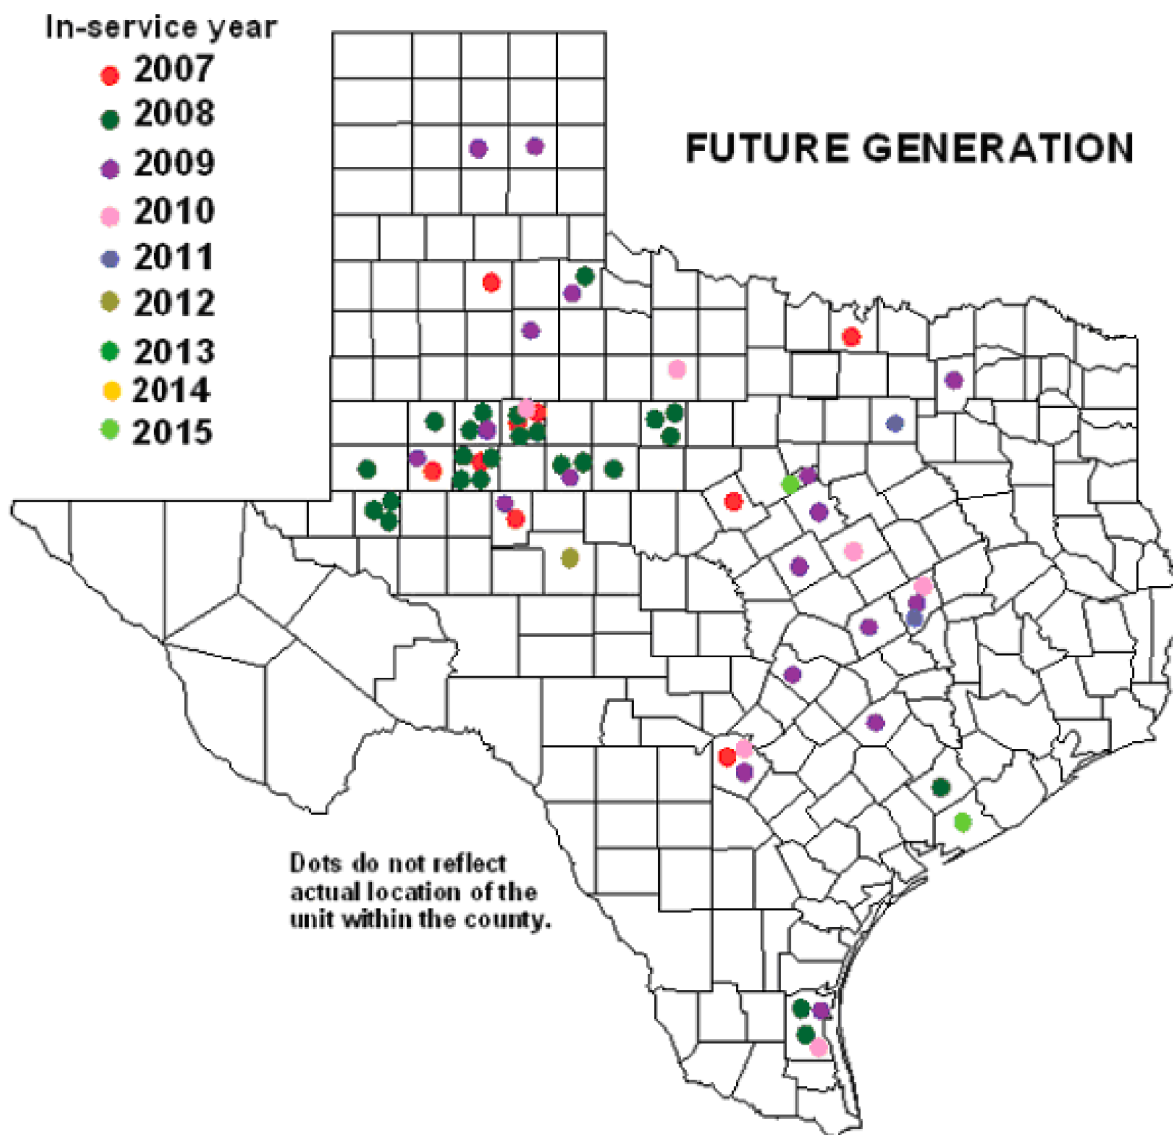 In-service year
2007
2008
2009
2010
2011
2012
2013
2014
2015
FUTURE GENERATION
Dots do not reflect
actual location of the
unit within the county.